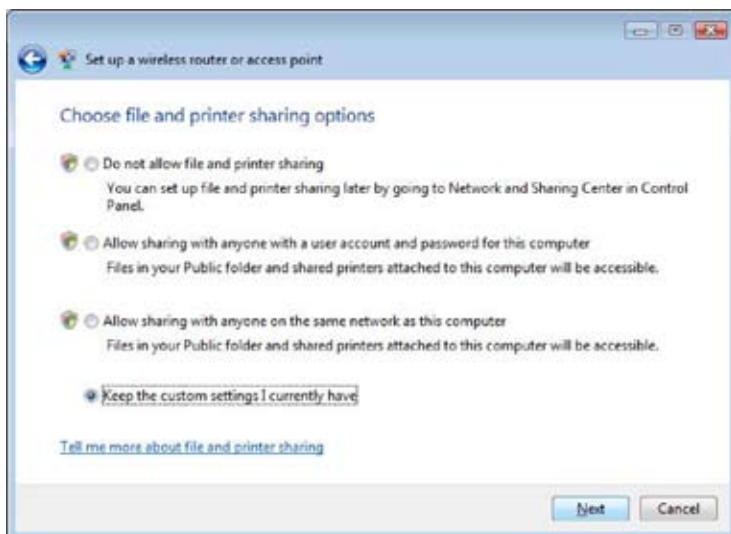 Set up a wireless router or access point
Choose file and printer sharing options
Do not allow file and printer sharing
You can set up file and printer sharing later by going to Network and Sharing Center in Control
Panel.
Allow sharing with anyone with a user account and password for this computer
Files in your Public folder and shared printers attached to this computer will be accessible.
Allow sharing with anyone on the same network as this computer
Files in your Public folder and shared printers attached to this computer will be accessible.
Keep the custom settings I currently have
Tell me more about file and printer sharing
Next Cancel